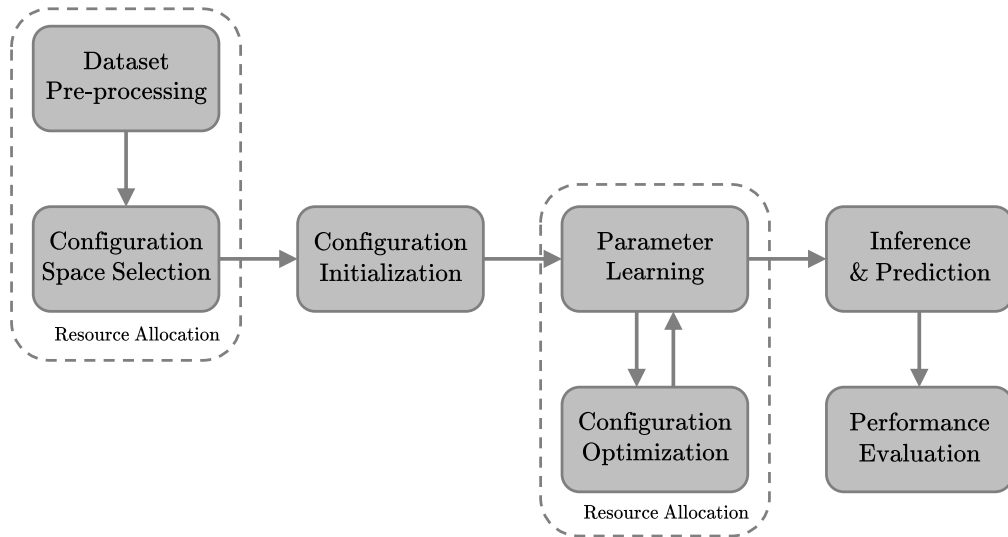 Dataset
Pre-processing
Configuration
Space Selection
Resource Allocation
Configuration
Initialization
Parameter
Learning
Configuration
Optimization
Resource Allocation
Inference
& Prediction
Performance
Evaluation